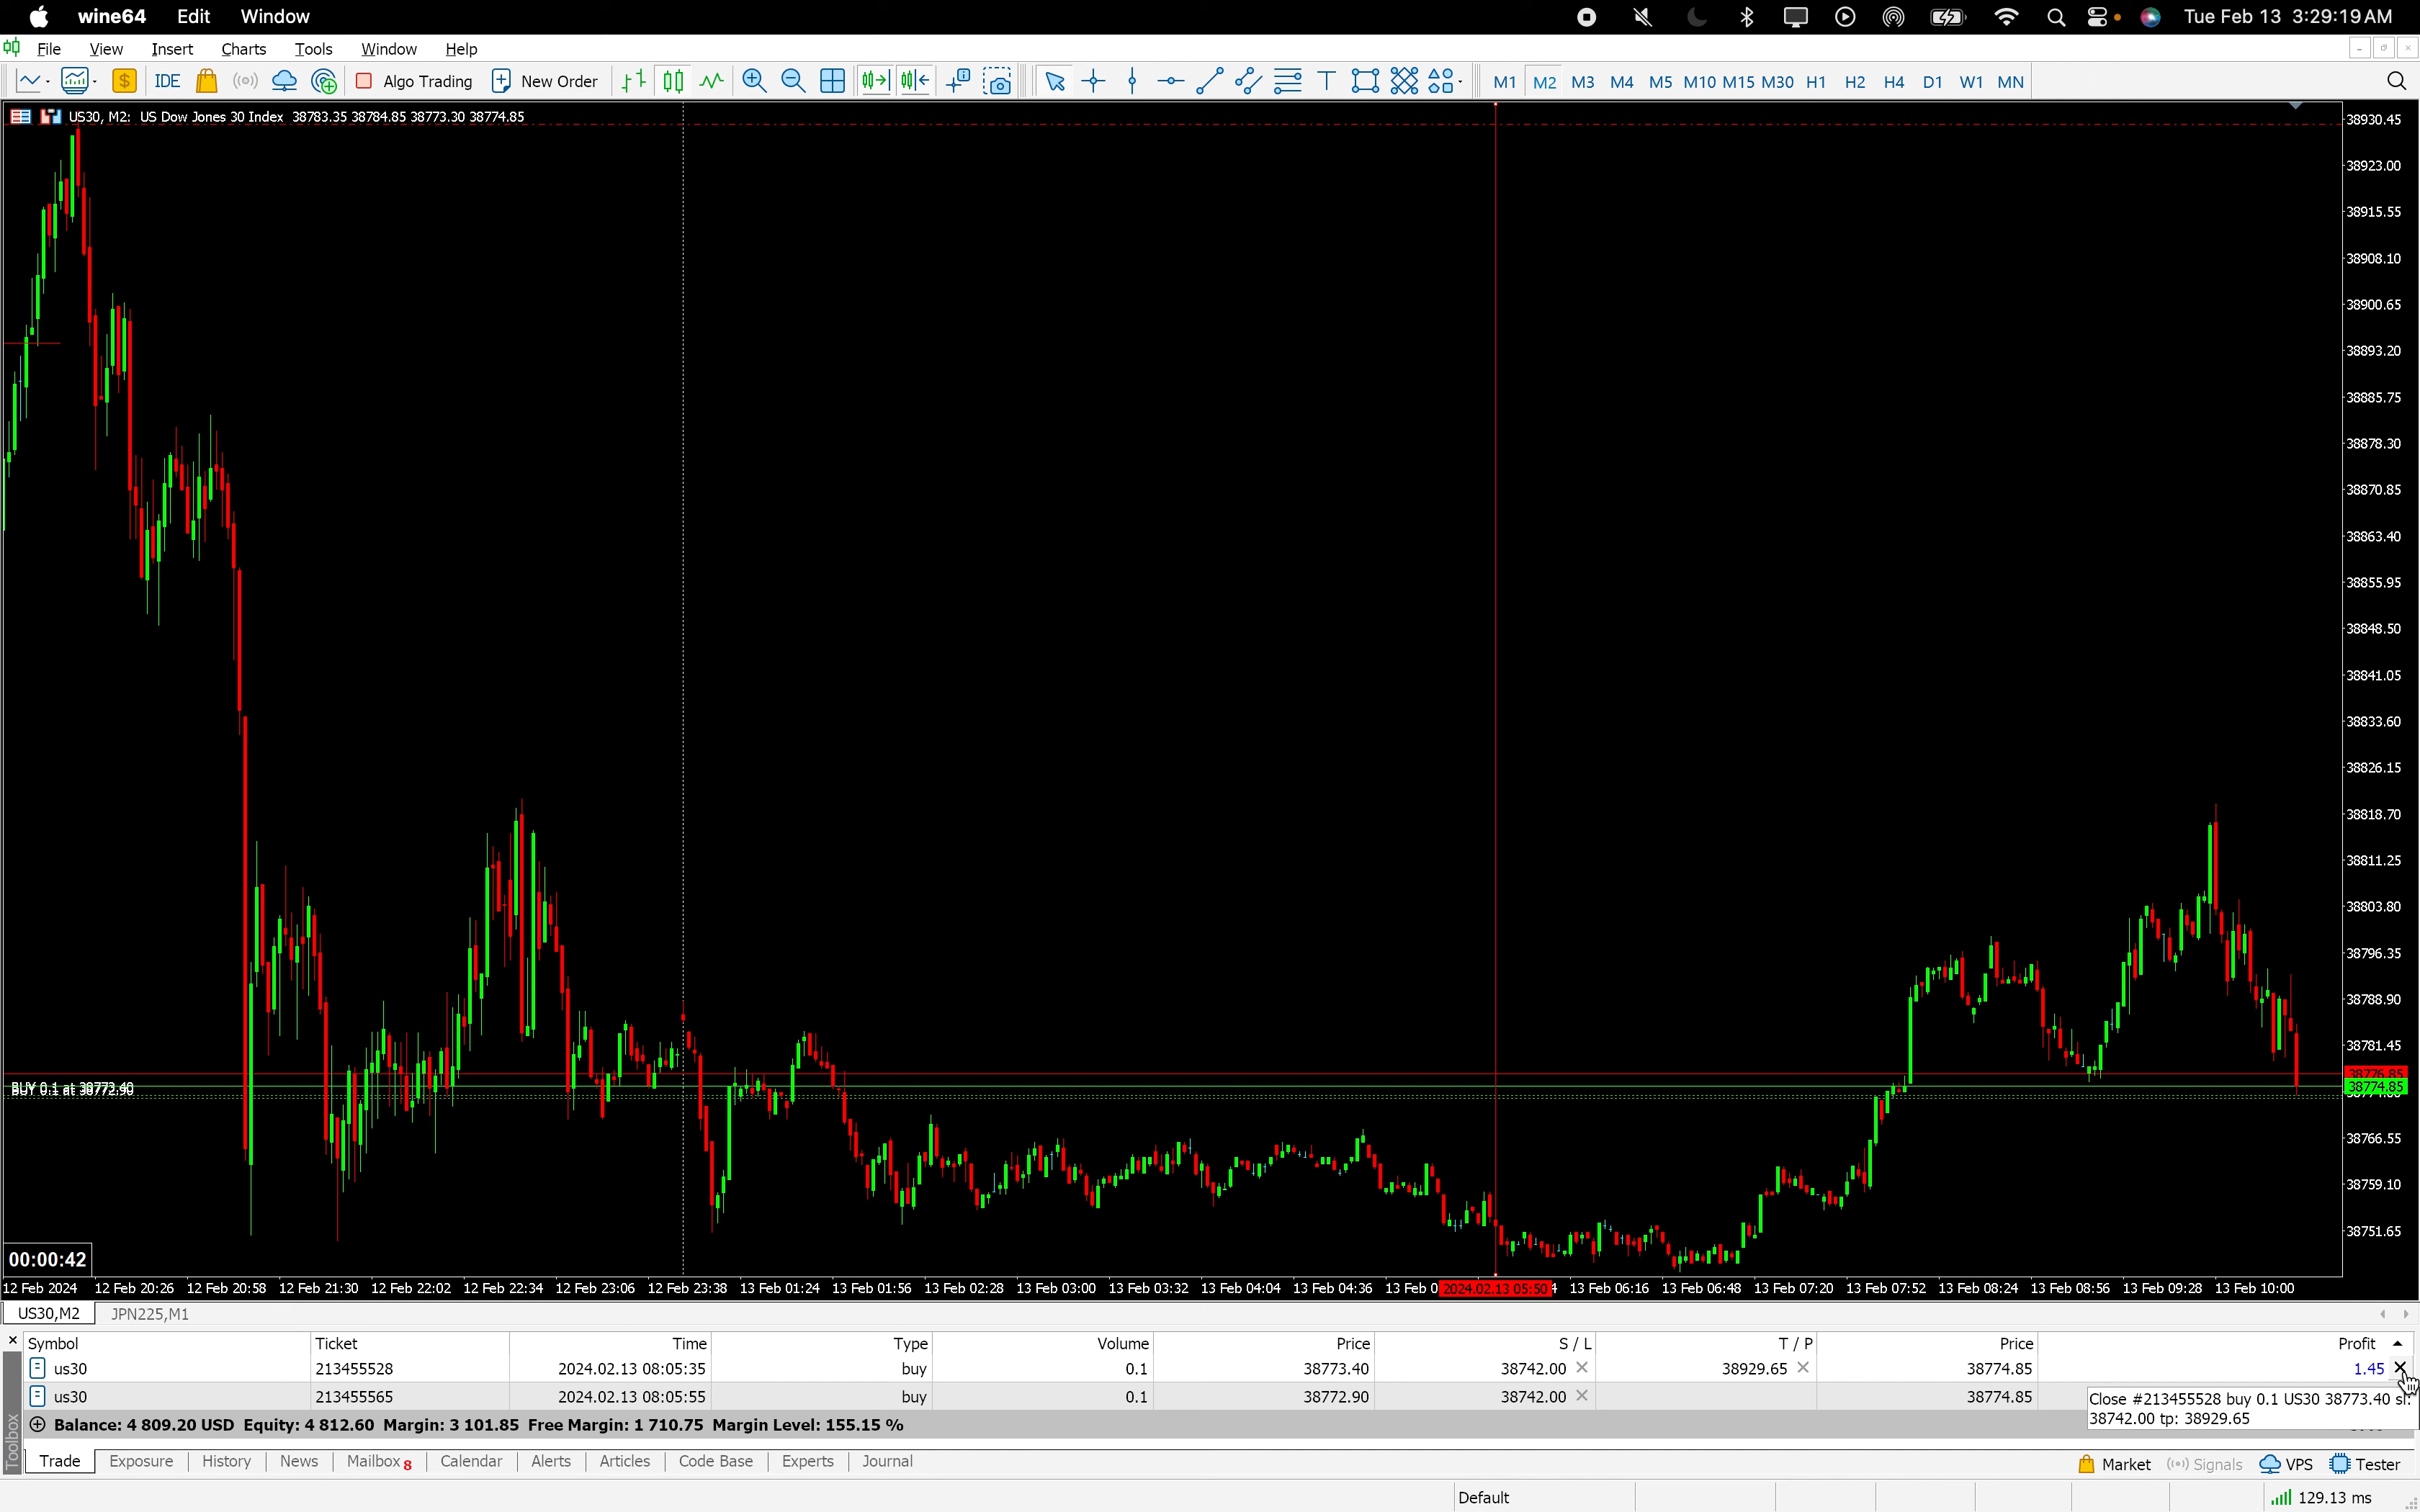 wine64 Edit Window Tue Feb 13 3:29:19 AM
File View Insert Charts Tools Window Help
IDE Algo Trading New Order M1 M2 M3 M4 M5 M10 M15 M30 H1 H2 H4 D1 W1 MN
US30, M2: US Dow Jones 30 Index 38783.35 38784.85 38773.30 38774.85
38930.45
38923.00
38915.55
38908.10
38900.65
38893.20
38885.75
38878.30
38870.85
38863.40
38855.95
38848.50
38841.05
38833.60
38826.15
38818.70
38811.25
38803.80
38796.35
38788.90
38781.45
38776.85
38774.85
38766.55
38759.10
38751.65
BUY 0.1 at 38773.40
BUY 0.1 at 38772.90
00:00:42
12 Feb 2024 12 Feb 20:26 12 Feb 20:58 12 Feb 21:30 12 Feb 22:02 12 Feb 22:34 12 Feb 23:06 12 Feb 23:38 13 Feb 01:24 13 Feb 01:56 13 Feb 02:28 13 Feb 03:00 13 Feb 03:32 13 Feb 04:04 13 Feb 04:36 13 Feb 0 2024.02.13 05:50 4 13 Feb 06:16 13 Feb 06:48 13 Feb 07:20 13 Feb 07:52 13 Feb 08:24 13 Feb 08:56 13 Feb 09:28 13 Feb 10:00
US30,M2 JPN225,M1
Symbol Ticket Time Type Volume Price S / L T / P Price Profit
us30 213455528 2024.02.13 08:05:35 buy 0.1 38773.40 38742.00 38929.65 38774.85 1.45
us30 213455565 2024.02.13 08:05:55 buy 0.1 38772.90 38742.00 38774.85
Close #213455528 buy 0.1 US30 38773.40 sl:
38742.00 tp: 38929.65
Balance: 4 809.20 USD Equity: 4 812.60 Margin: 3 101.85 Free Margin: 1 710.75 Margin Level: 155.15 %
Toolbox
Trade Exposure History News Mailbox 8 Calendar Alerts Articles Code Base Experts Journal Market Signals VPS Tester
Default 129.13 ms